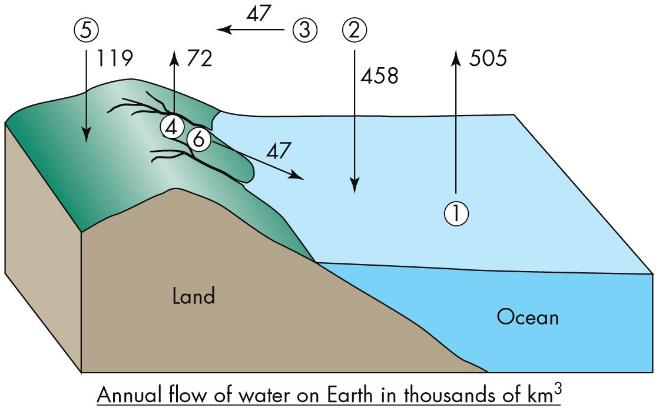 47
⑤ ③ ②
119 72 458 505
④ ⑥
47
①
Land
Ocean
Annual flow of water on Earth in thousands of km³